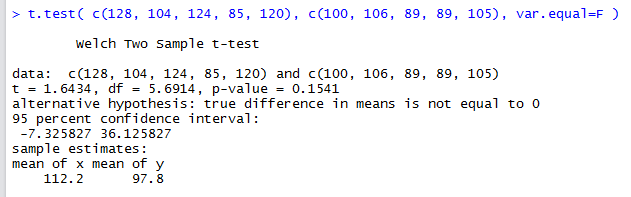 > t.test( c(128, 104, 124, 85, 120), c(100, 106, 89, 89, 105), var.equal=F )
Welch Two Sample t-test
data:  c(128, 104, 124, 85, 120) and c(100, 106, 89, 89, 105)
t = 1.6434, df = 5.6914, p-value = 0.1541
alternative hypothesis: true difference in means is not equal to 0
95 percent confidence interval:
-7.325827 36.125827
sample estimates:
mean of x mean of y
112.2      97.8